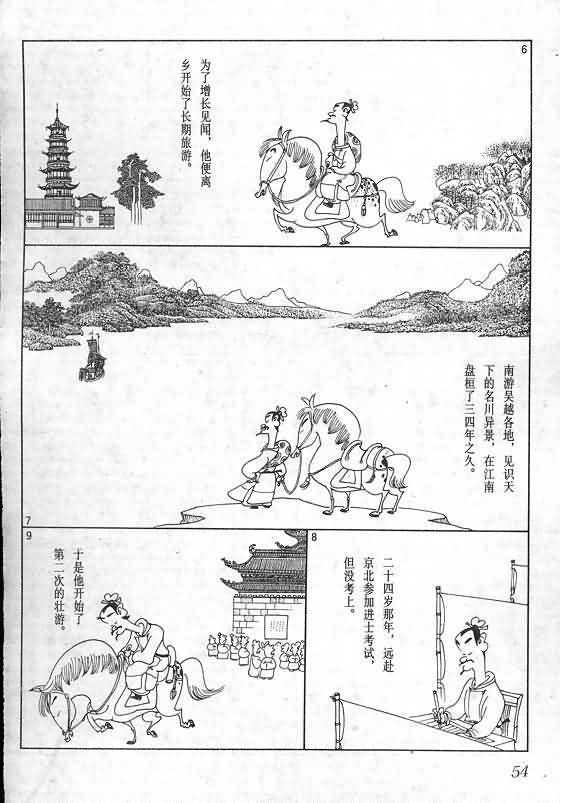 6
为了增长见闻，他便离
乡开始了长期旅游。
南游吴越各地，见识天
下的名川异景，在江南
盘桓了三四年之久。
7
8
二十四岁那年，远赴
京北参加进士考试，
但没考上。
9
于是他开始了
第二次的壮游。
54